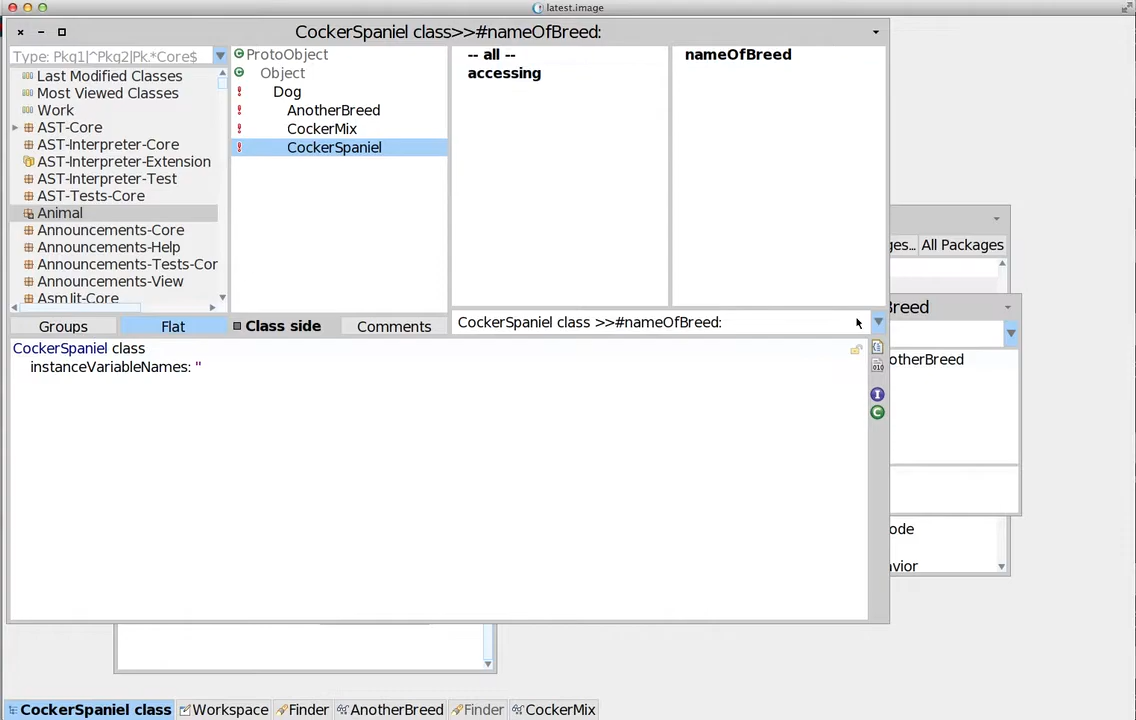 latest.image
CockerSpaniel class>>#nameOfBreed:
Type: Pkg1|^Pkg2|Pk.*Core$
Last Modified Classes
Most Viewed Classes
Work
AST-Core
AST-Interpreter-Core
AST-Interpreter-Extension
AST-Interpreter-Test
AST-Tests-Core
Animal
Announcements-Core
Announcements-Help
Announcements-Tests-Cor
Announcements-View
AsmJit-Core
ProtoObject
Object
Dog
AnotherBreed
CockerMix
CockerSpaniel
-- all --
accessing
nameOfBreed
Groups
Flat
Class side
Comments
CockerSpaniel class >>#nameOfBreed:
CockerSpaniel class
instanceVariableNames: ''
010
I
C
ges...
All Packages
Breed
otherBreed
ode
avior
CockerSpaniel class
Workspace
Finder
AnotherBreed
Finder
CockerMix